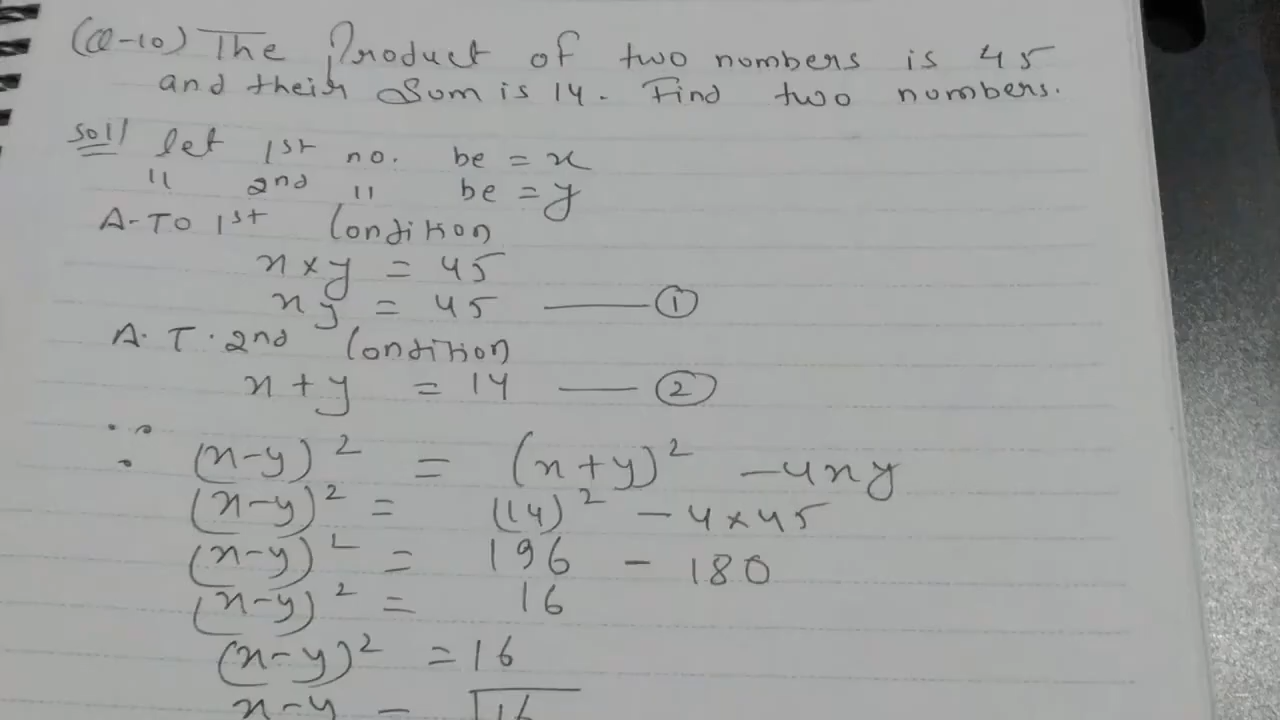 (Q-10) The Product of two numbers is 45
and their Sum is 14. Find two numbers.
Sol// let 1st no. be = x
" 2nd " be = y
A-TO 1st Condition
x × y = 45
xy = 45 —— ①
A.T. 2nd Condition
x + y = 14 —— ②
∵ (x-y)² = (x+y)² - 4xy
(x-y)² = (14)² - 4×45
(x-y)² = 196 - 180
(x-y)² = 16
(x-y)² = 16
x-y = √16